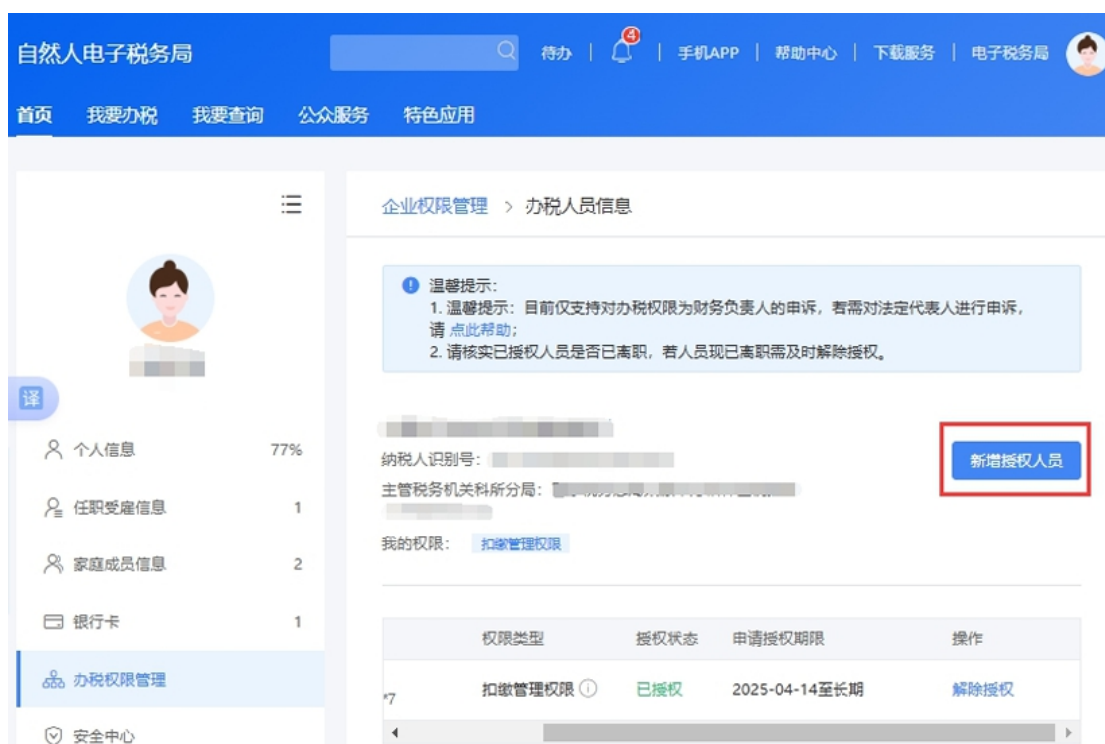 自然人电子税务局
待办
4
手机APP
帮助中心
下载服务
电子税务局
首页 我要办税 我要查询 公众服务 特色应用
企业权限管理 > 办税人员信息
温馨提示：
1. 温馨提示：目前仅支持对办税权限为财务负责人的申诉，若需对法定代表人进行申诉，
请 点此帮助；
2. 请核实已授权人员是否已离职，若人员现已离职需及时解除授权。
译
个人信息 77%
任职受雇信息 1
家庭成员信息 2
银行卡 1
办税权限管理
安全中心
纳税人识别号：
主管税务机关科所分局：
我的权限： 扣缴管理权限
新增授权人员
权限类型 授权状态 申请授权期限 操作
*7 扣缴管理权限 已授权 2025-04-14至长期 解除授权